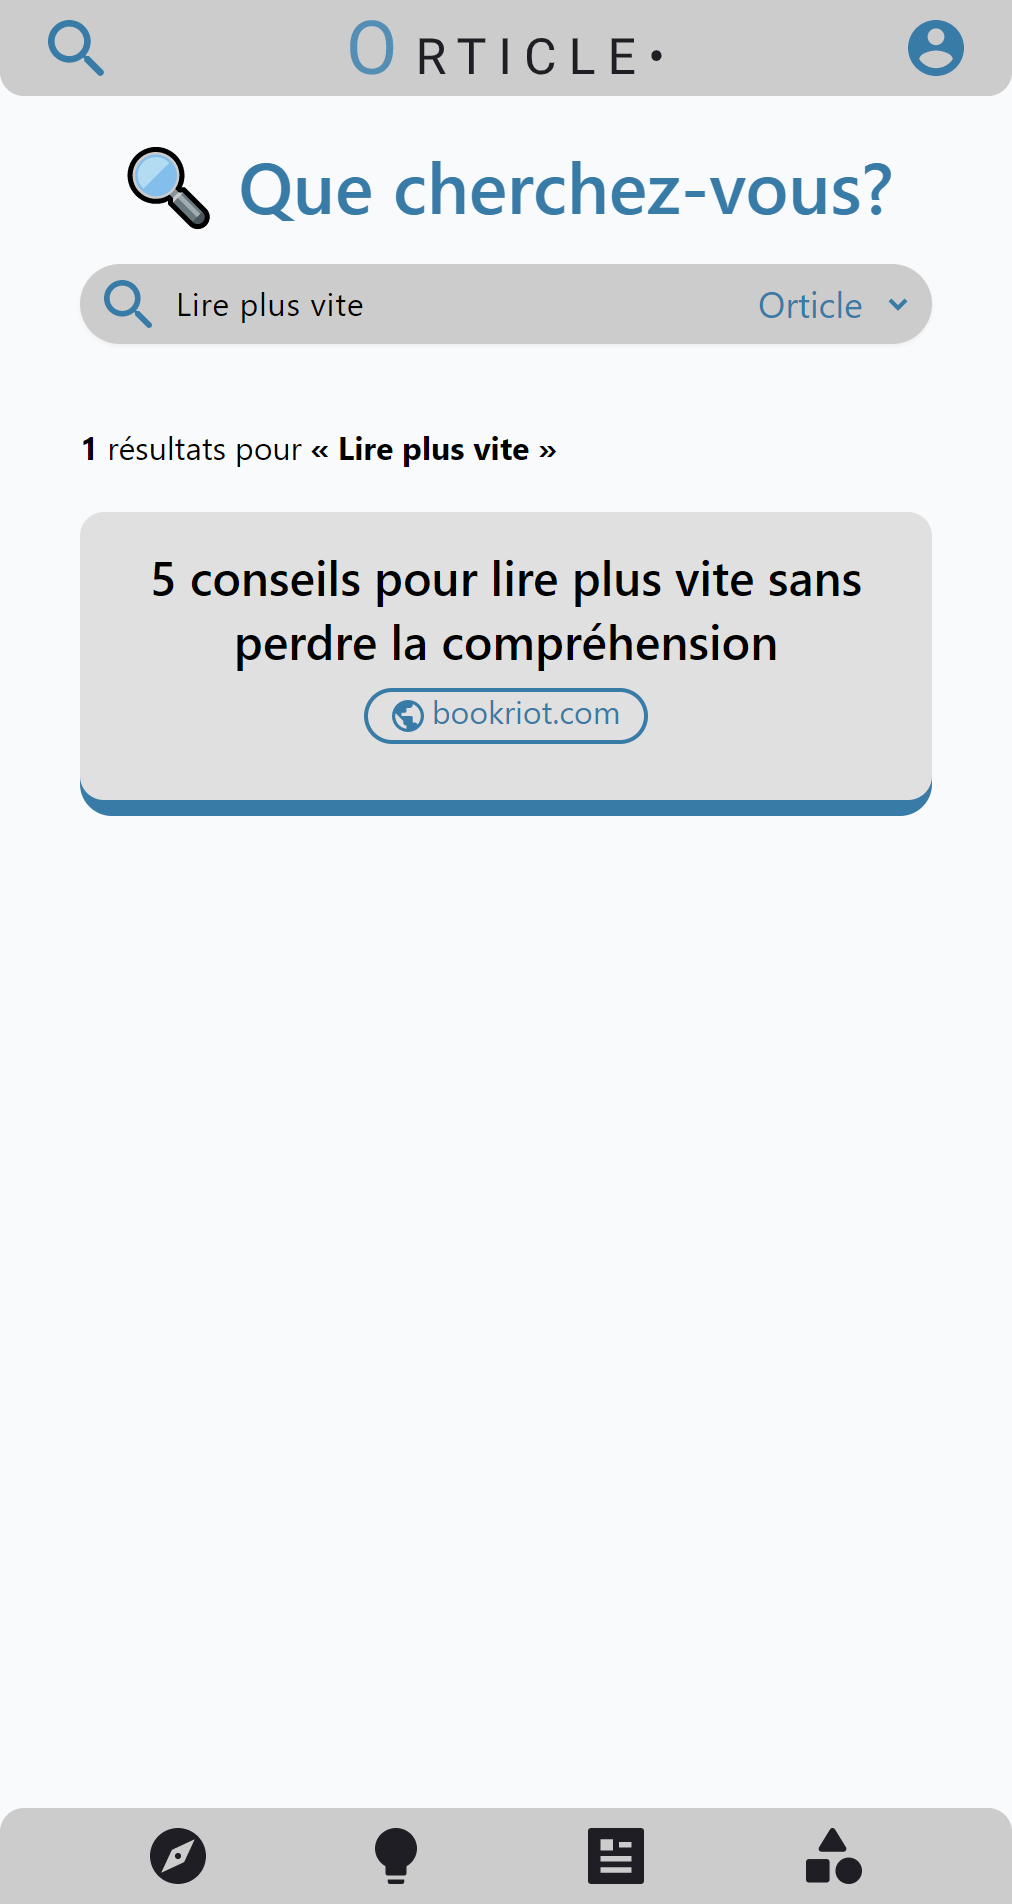 ORTICLE•
Que cherchez-vous?
Lire plus vite
Orticle
1 résultats pour « Lire plus vite »
5 conseils pour lire plus vite sans
perdre la compréhension
bookriot.com